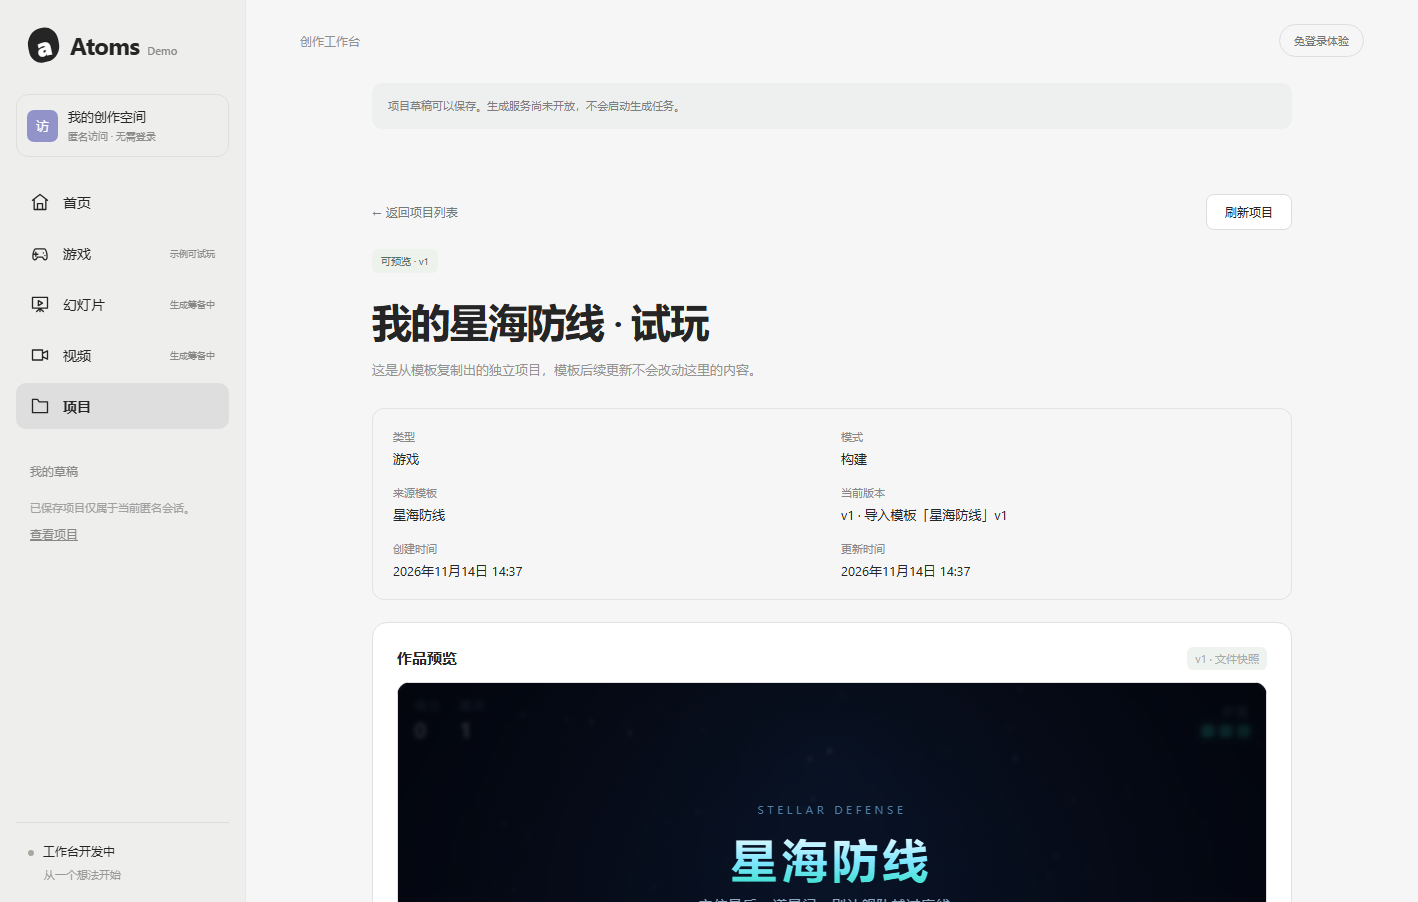 a Atoms Demo
访
我的创作空间
匿名访问 · 无需登录
首页
游戏 示例可试玩
幻灯片 生成筹备中
视频 生成筹备中
项目
我的草稿
已保存项目仅属于当前匿名会话。
查看项目
工作台开发中
从一个想法开始
创作工作台
免登录体验
项目草稿可以保存。生成服务尚未开放，不会启动生成任务。
← 返回项目列表
刷新项目
可预览 · v1
我的星海防线 · 试玩
这是从模板复制出的独立项目，模板后续更新不会改动这里的内容。
类型
游戏
模式
构建
来源模板
星海防线
当前版本
v1 · 导入模板「星海防线」v1
创建时间
2026年11月14日 14:37
更新时间
2026年11月14日 14:37
作品预览
v1 · 文件快照
0 1
STELLAR DEFENSE
星海防线